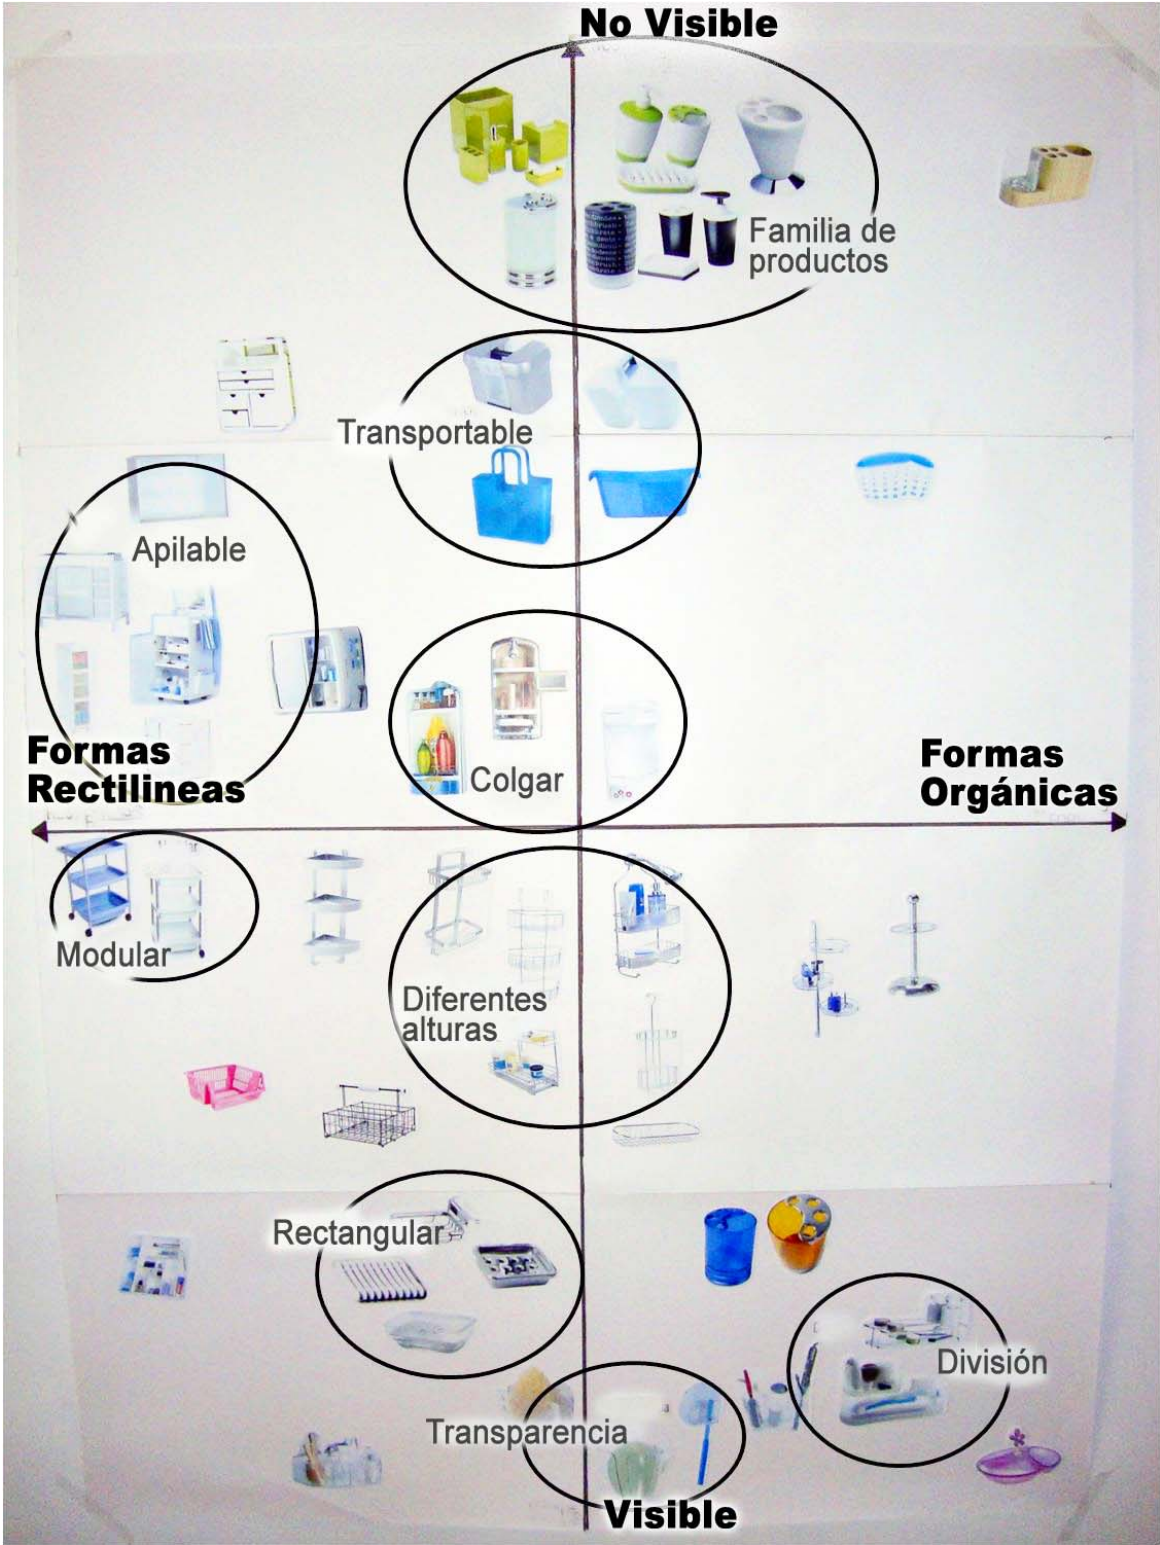 No Visible
Familia de
productos
Transportable
Apilable
Colgar
Formas
Rectilineas
Formas
Orgánicas
Modular
Diferentes
alturas
Rectangular
División
Transparencia
Visible